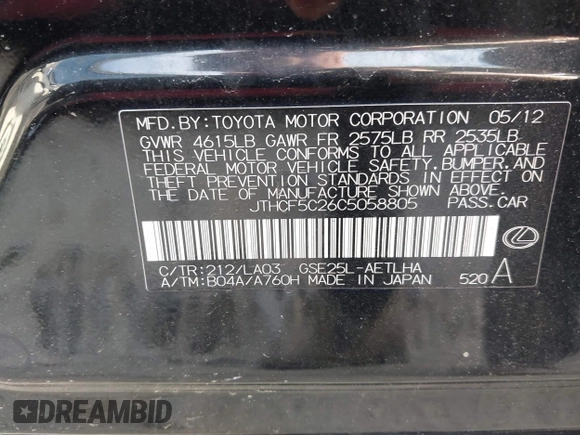 MFD. BY: TOYOTA MOTOR CORPORATION 05/12
GVWR 4615LB GAWR FR 2575LB RR 2535LB
THIS VEHICLE CONFORMS TO ALL APPLICABLE
FEDERAL MOTOR VEHICLE SAFETY, BUMPER, AND
THEFT PREVENTION STANDARDS IN EFFECT ON
THE DATE OF MANUFACTURE SHOWN ABOVE.
JTHCF5C26C5058805 PASS. CAR
C/TR: 212/LA03 GSE25L-AETLHA
A/TM: B04A/A760H MADE IN JAPAN 520 A
DREAMBID